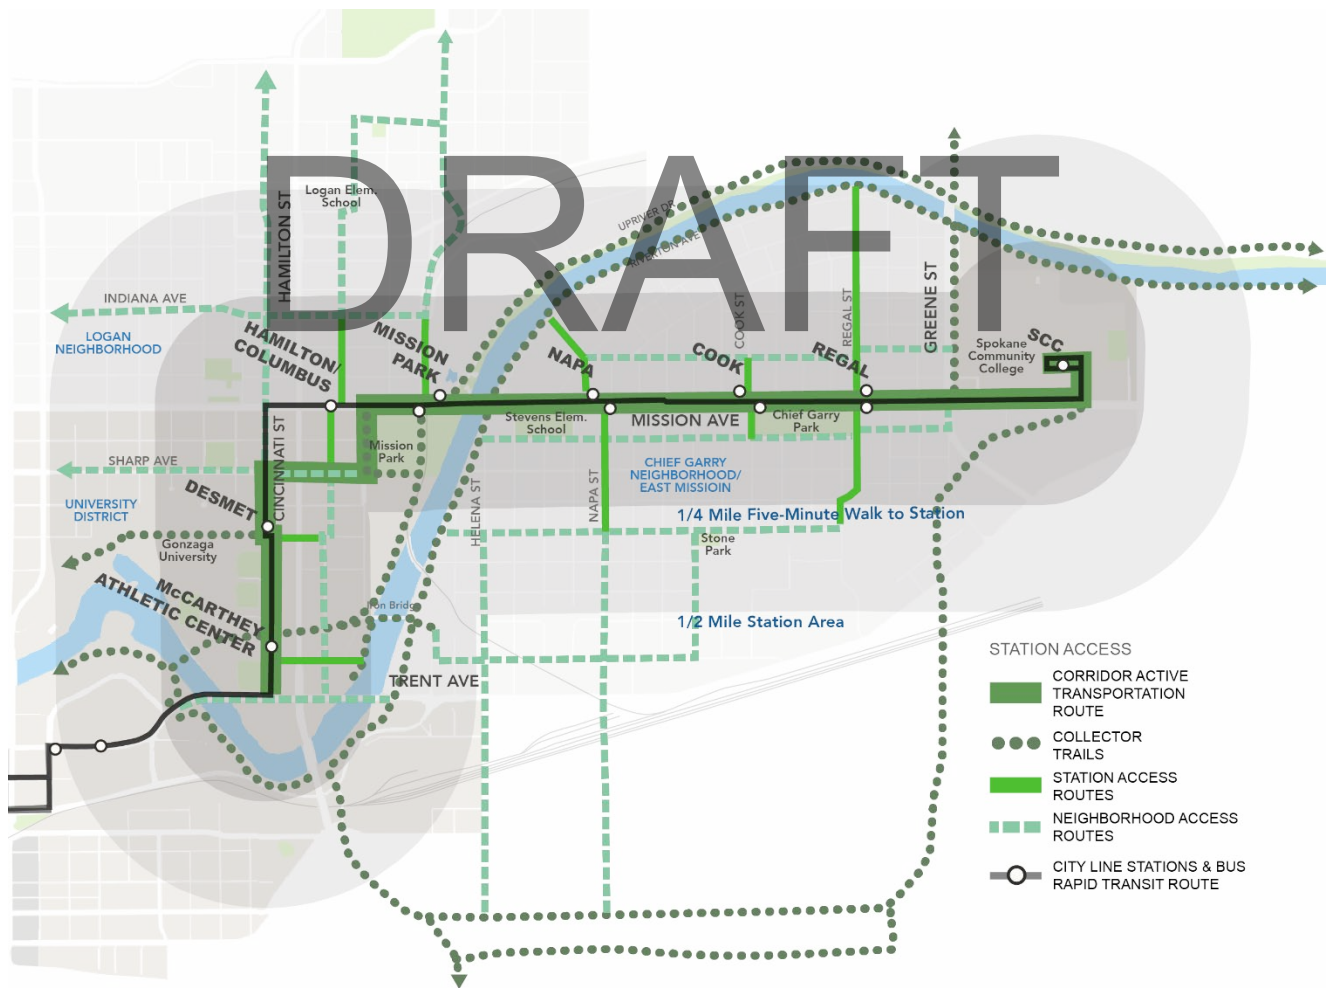 DRAFT
HAMILTON ST
Logan Elem.
School
UPRIVER DR
RIVERTON AVE
INDIANA AVE
LOGAN
NEIGHBORHOOD
HAMILTON/
COLUMBUS
MISSION
PARK
NAPA
COOK
COOK ST
REGAL
REGAL ST
GREENE ST
SCC
Spokane
Community
College
Stevens Elem.
School
MISSION AVE
Chief Garry
Park
Mission
Park
SHARP AVE
CINCINNATI ST
DESMET
UNIVERSITY
DISTRICT
CHIEF GARRY
NEIGHBORHOOD/
EAST MISSIOIN
HELENA ST
NAPA ST
1/4 Mile Five-Minute Walk to Station
Stone
Park
Gonzaga
University
McCARTHEY
ATHLETIC CENTER
Iron Bridge
1/2 Mile Station Area
TRENT AVE
STATION ACCESS
CORRIDOR ACTIVE
TRANSPORTATION
ROUTE
COLLECTOR
TRAILS
STATION ACCESS
ROUTES
NEIGHBORHOOD ACCESS
ROUTES
CITY LINE STATIONS & BUS
RAPID TRANSIT ROUTE